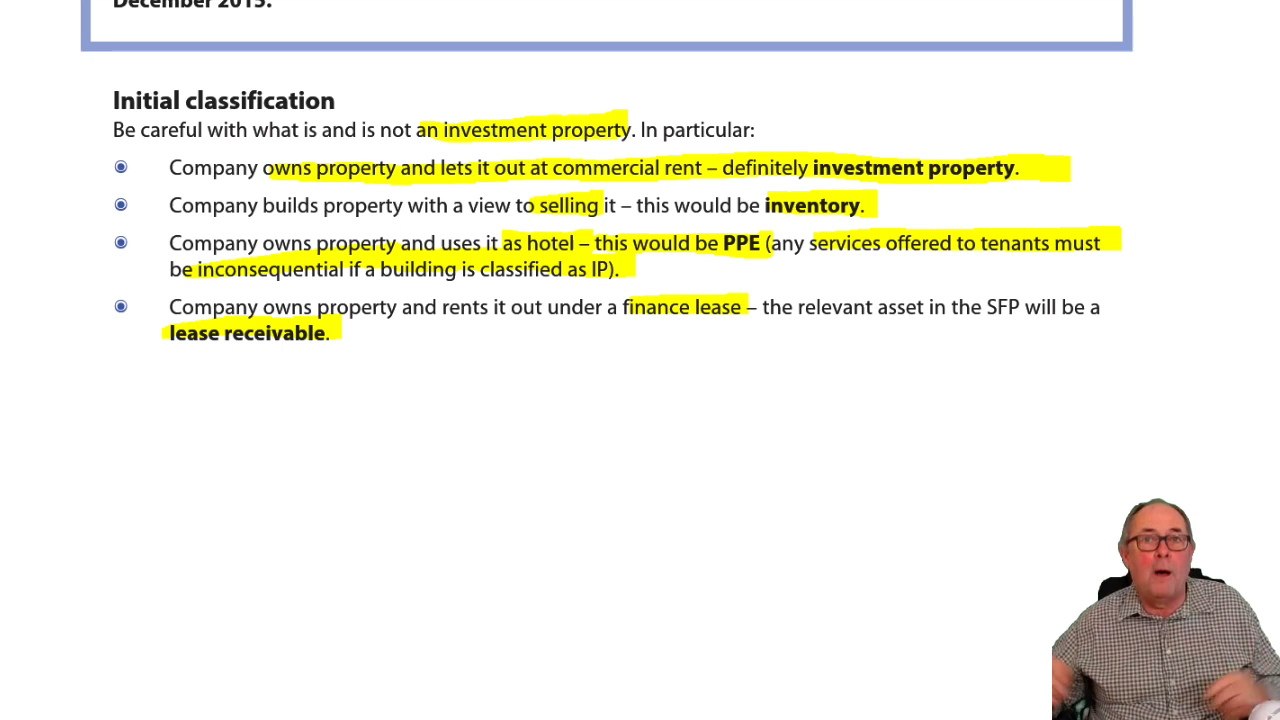 December 2015.
Initial classification
Be careful with what is and is not an investment property. In particular:
Company owns property and lets it out at commercial rent – definitely investment property.
Company builds property with a view to selling it – this would be inventory.
Company owns property and uses it as hotel – this would be PPE (any services offered to tenants must
be inconsequential if a building is classified as IP).
Company owns property and rents it out under a finance lease – the relevant asset in the SFP will be a
lease receivable.